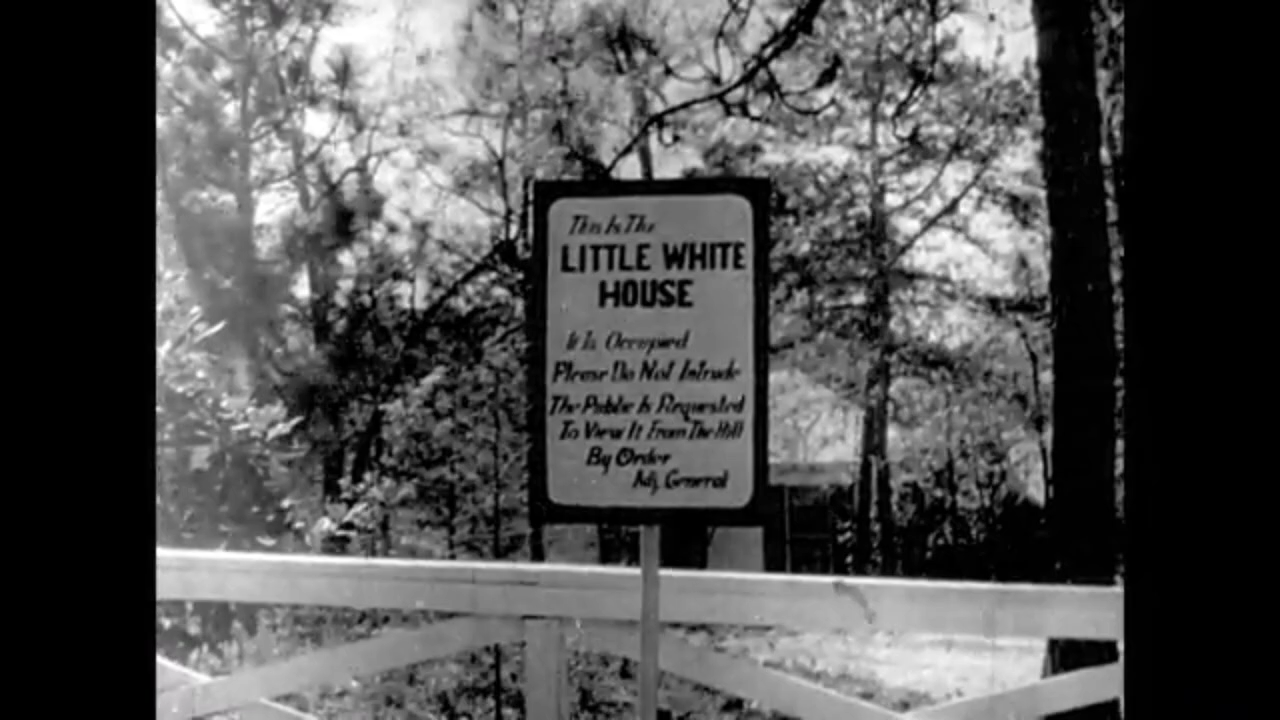 This Is The
LITTLE WHITE
HOUSE
It Is Occupied
Please Do Not Intrude
The Public Is Requested
To View It From The Hill
By Order
Adj. General